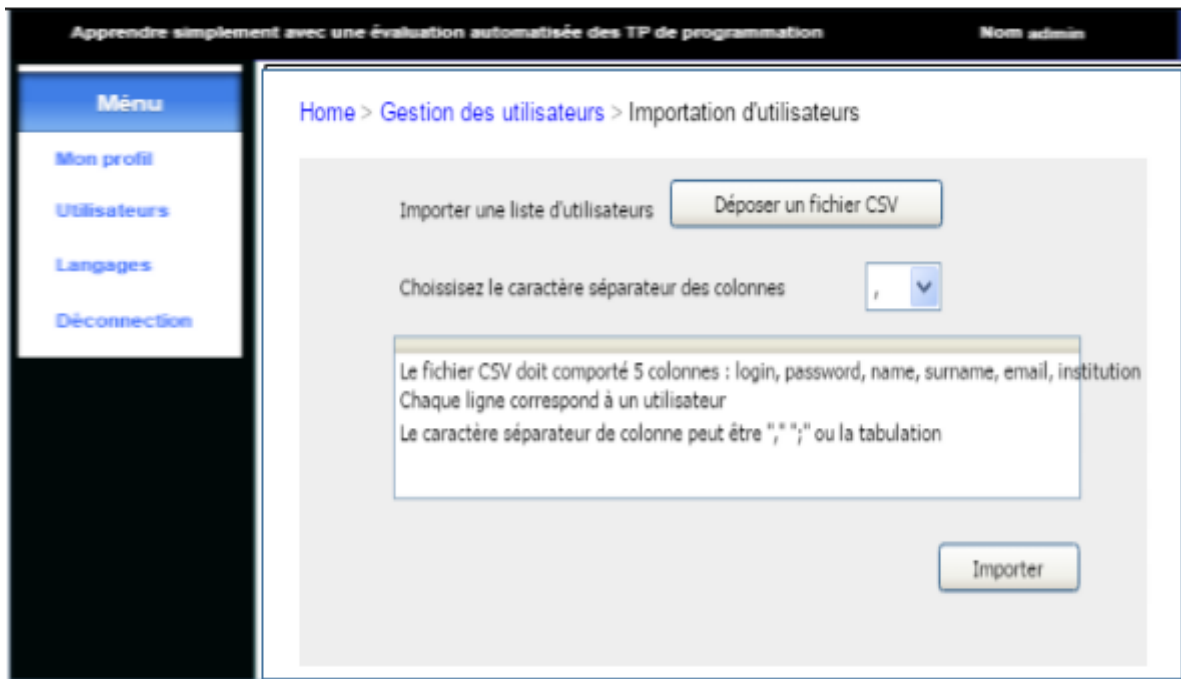 Apprendre simplement avec une évaluation automatisée des TP de programmation
Nom admin
Ménu
Mon profil
Utilisateurs
Langages
Déconnection
Home > Gestion des utilisateurs > Importation d'utilisateurs
Importer une liste d'utilisateurs
Déposer un fichier CSV
Choissisez le caractère séparateur des colonnes
,
Le fichier CSV doit comporté 5 colonnes : login, password, name, surname, email, institution
Chaque ligne correspond à un utilisateur
Le caractère séparateur de colonne peut être "," ";" ou la tabulation
Importer